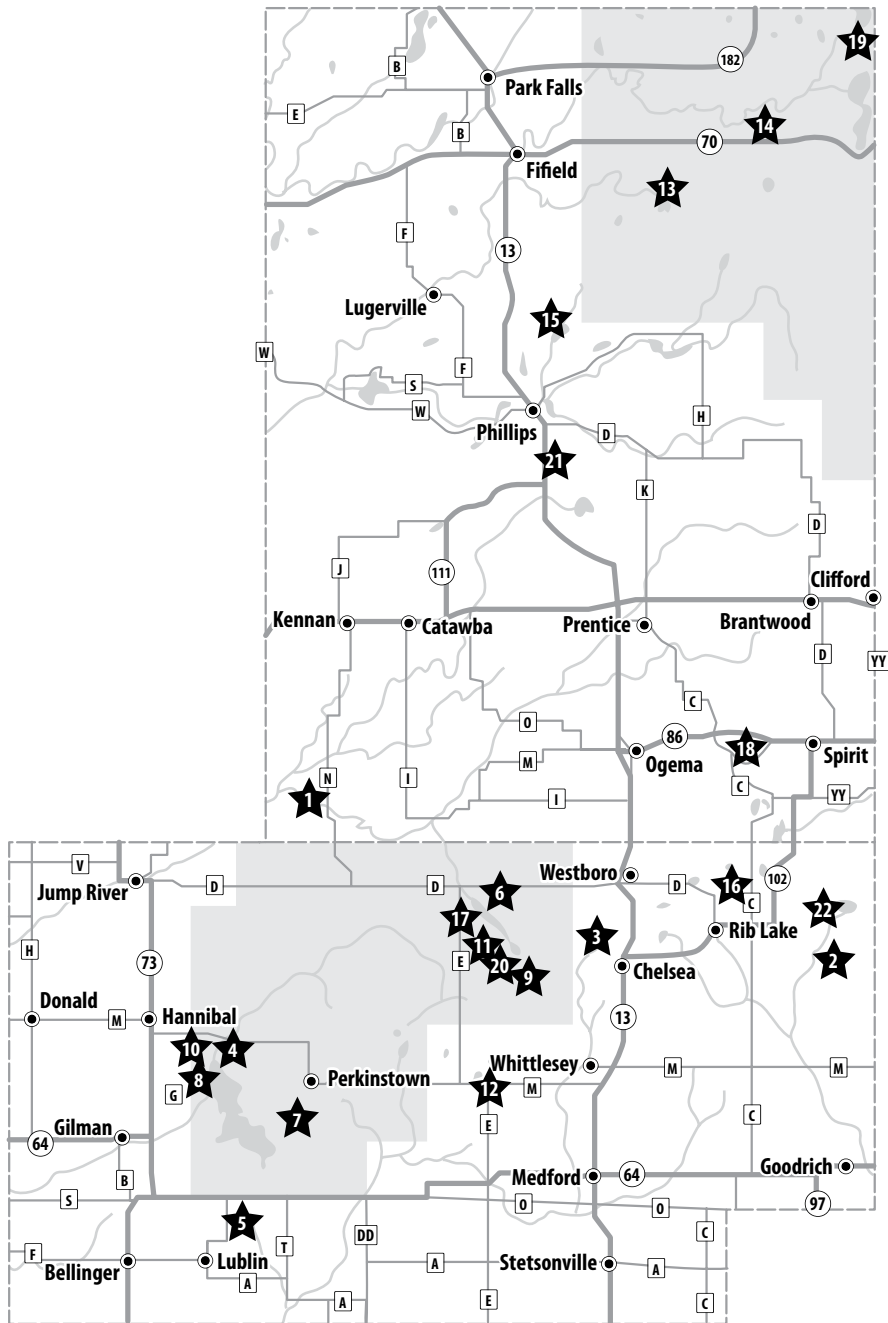 19
B
182
Park Falls
E
14
B
70
Fifield
13
F
13
Lugerville
15
W
F
S
W
H
Phillips
D
21
K
D
J
111
Clifford
Kennan
Catawba
Prentice
Brantwood
D
YY
C
O
86
18
Spirit
Ogema
M
N
I
C
1
I
YY
V
Westboro
Jump River
D
D
6
D
16
102
C
22
17
3
Rib Lake
H
11
E
20
9
2
73
Chelsea
Donald
M
Hannibal
13
10
4
Whittlesey
M
M
8
Perkinstown
12
M
G
7
C
Gilman
E
64
Goodrich
B
Medford
64
S
O
O
97
5
C
T
DD
F
Bellinger
Lublin
A
Stetsonville
A
A
A
E
C